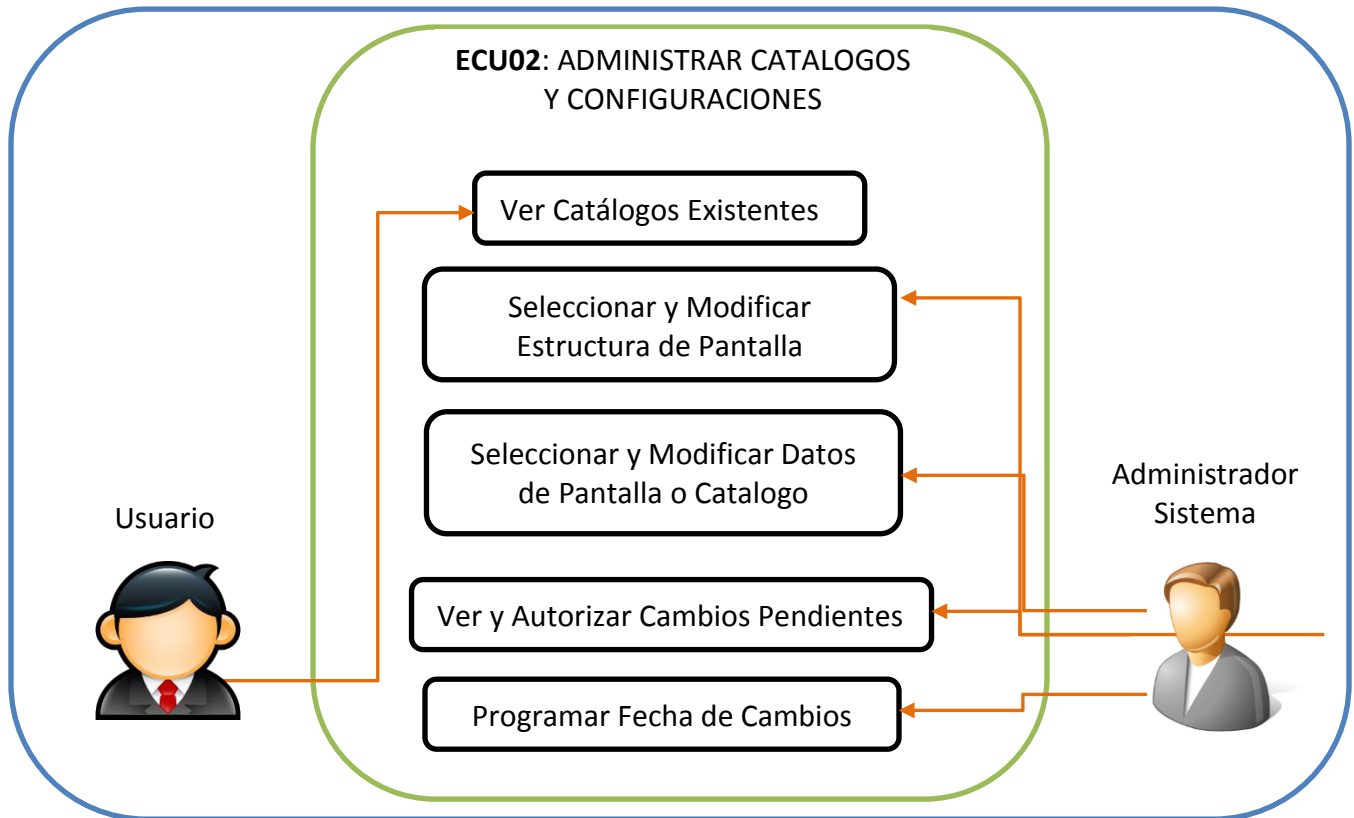 ECU02: ADMINISTRAR CATALOGOS
Y CONFIGURACIONES
Ver Catálogos Existentes
Seleccionar y Modificar
Estructura de Pantalla
Seleccionar y Modificar Datos
de Pantalla o Catalogo
Usuario
Administrador
Sistema
Ver y Autorizar Cambios Pendientes
Programar Fecha de Cambios